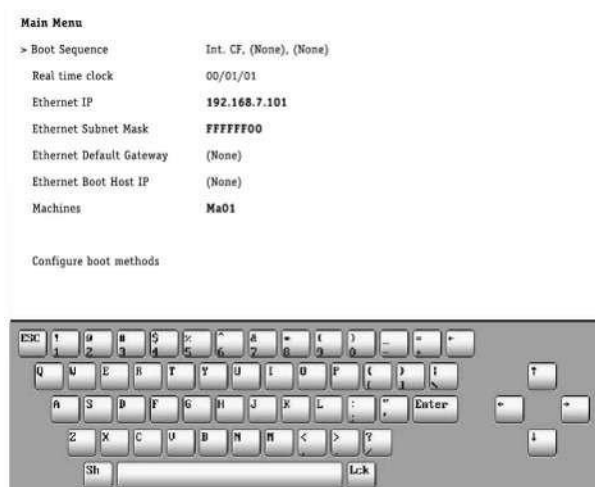 Main Menu
> Boot Sequence Int. CF, (None), (None)
Real time clock 00/01/01
Ethernet IP 192.168.7.101
Ethernet Subnet Mask FFFFFF00
Ethernet Default Gateway (None)
Ethernet Boot Host IP (None)
Machines Ma01
Configure boot methods
ESC ! 1 @ 2 # 3 $ 4 % 5 ^ 6 & 7 * 8 ( 9 ) 0 _ - = + ←
Q W E R T Y U I O P { [ } ] | \ ↑
A S D F G H J K L : ; " ' Enter ← →
Z X C V B N M < , > . ? / ↓
Sh Lck